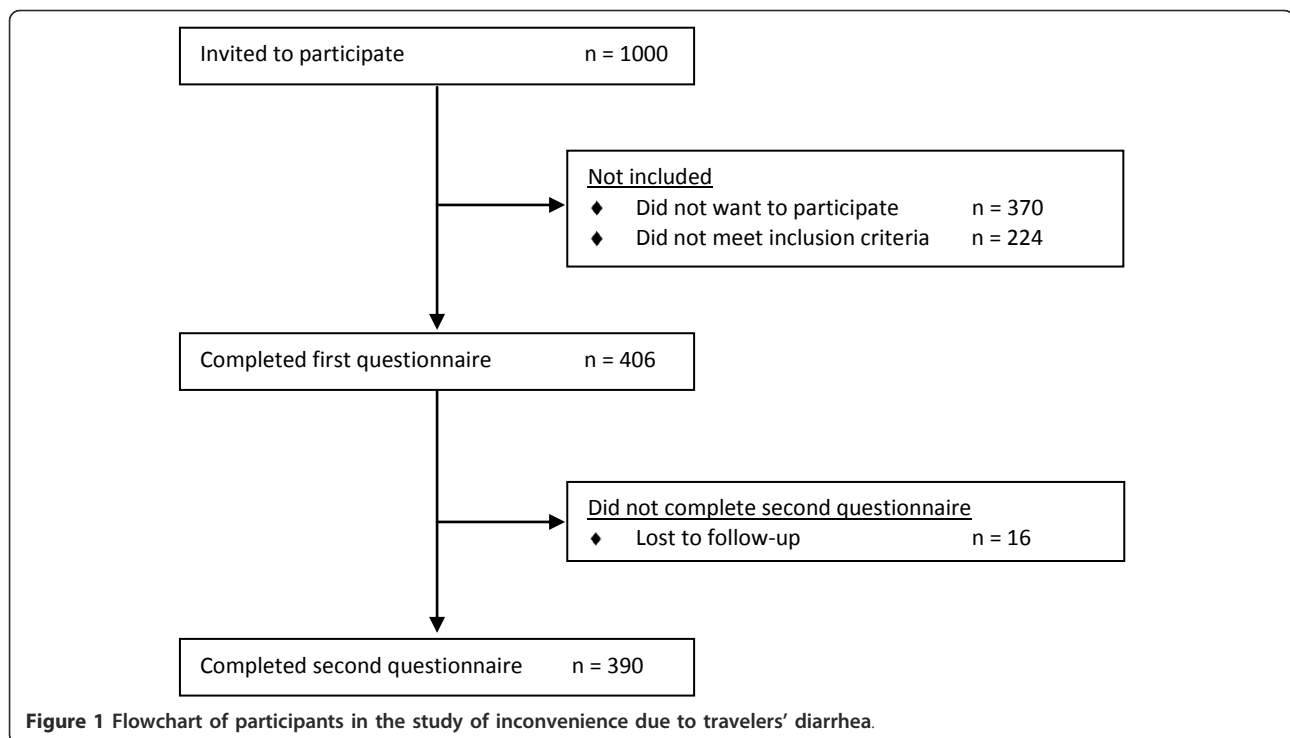 Invited to participate n = 1000
Not included
♦ Did not want to participate n = 370
♦ Did not meet inclusion criteria n = 224
Completed first questionnaire n = 406
Did not complete second questionnaire
♦ Lost to follow-up n = 16
Completed second questionnaire n = 390
Figure 1 Flowchart of participants in the study of inconvenience due to travelers’ diarrhea.